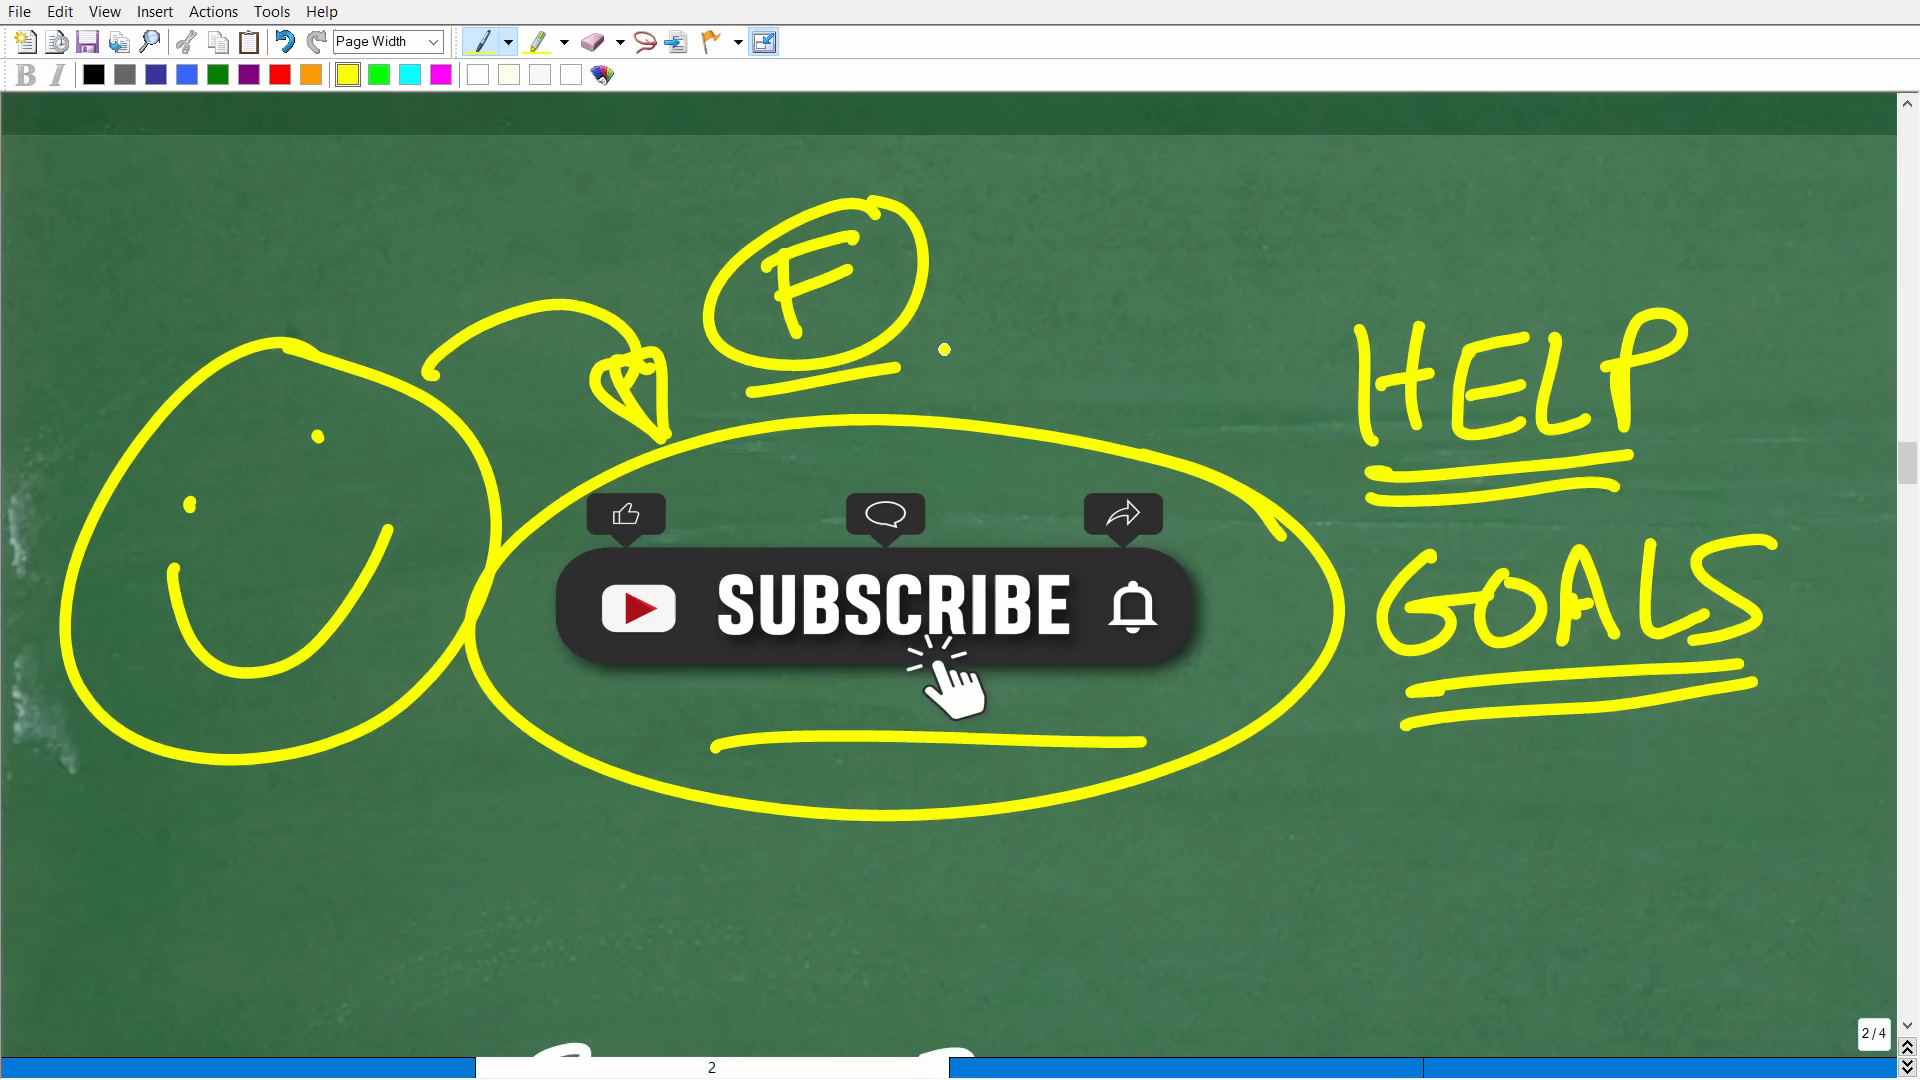 File Edit View Insert Actions Tools Help
Page Width
B I
F
HELP
GOALS
SUBSCRIBE
2 / 4
2